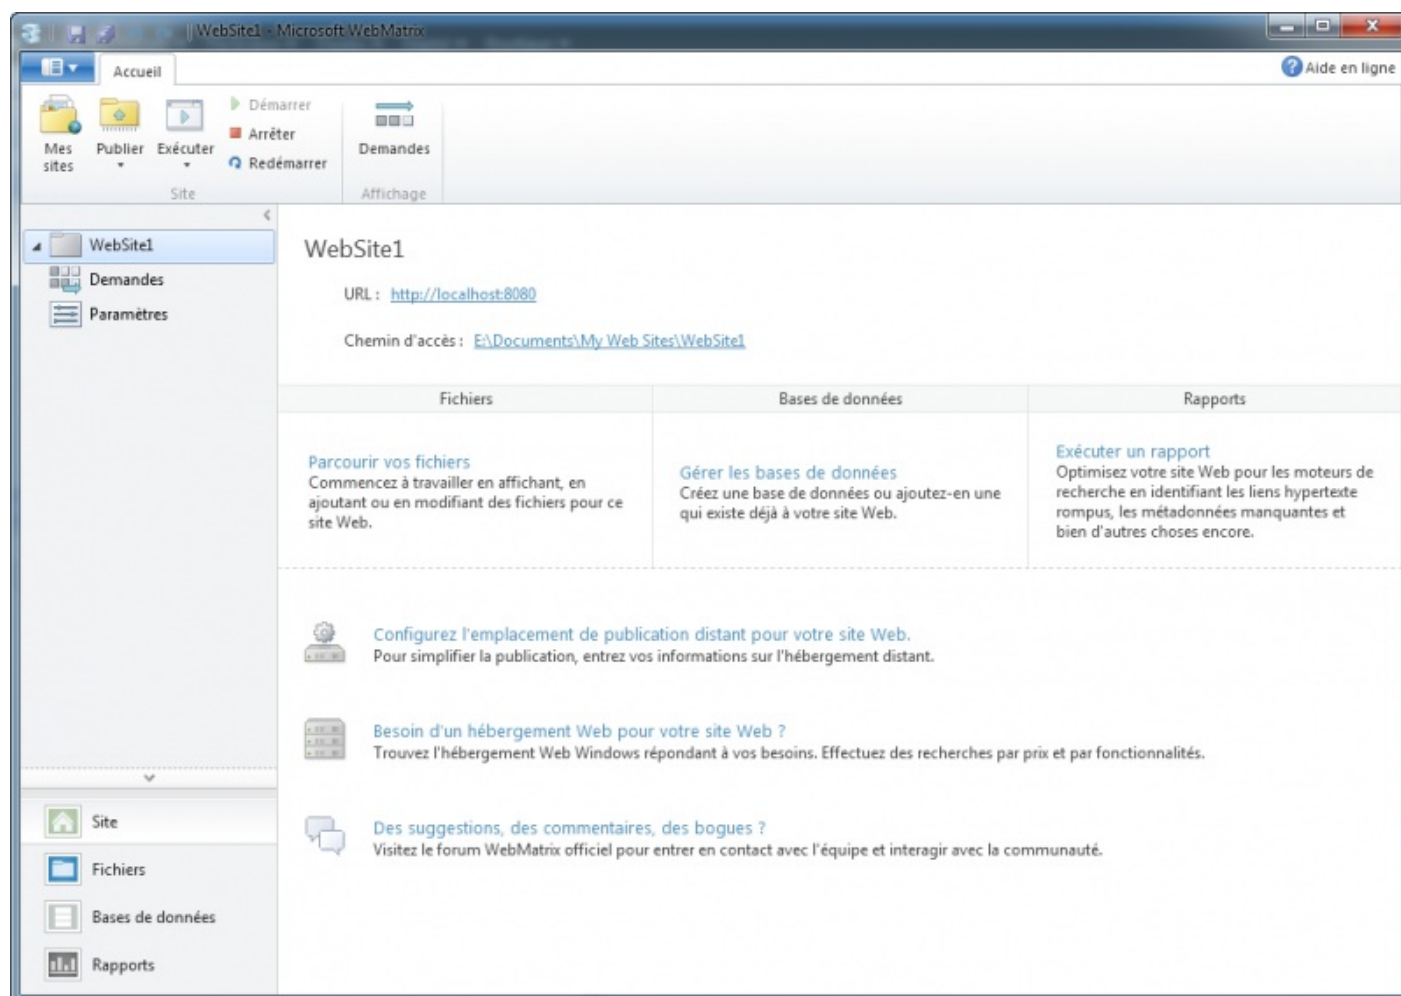 WebSite1 - Microsoft WebMatrix
Accueil
Aide en ligne
Mes sites
Publier
Exécuter
Démarrer
Arrêter
Redémarrer
Demandes
Site
Affichage
WebSite1
Demandes
Paramètres
WebSite1
URL : http://localhost:8080
Chemin d'accès : E:\Documents\My Web Sites\WebSite1
Fichiers
Bases de données
Rapports
Parcourir vos fichiers
Commencez à travailler en affichant, en
ajoutant ou en modifiant des fichiers pour ce
site Web.
Gérer les bases de données
Créez une base de données ou ajoutez-en une
qui existe déjà à votre site Web.
Exécuter un rapport
Optimisez votre site Web pour les moteurs de
recherche en identifiant les liens hypertexte
rompus, les métadonnées manquantes et
bien d'autres choses encore.
Configurez l'emplacement de publication distant pour votre site Web.
Pour simplifier la publication, entrez vos informations sur l'hébergement distant.
Besoin d'un hébergement Web pour votre site Web ?
Trouvez l'hébergement Web Windows répondant à vos besoins. Effectuez des recherches par prix et par fonctionnalités.
Des suggestions, des commentaires, des bogues ?
Visitez le forum WebMatrix officiel pour entrer en contact avec l'équipe et interagir avec la communauté.
Site
Fichiers
Bases de données
Rapports